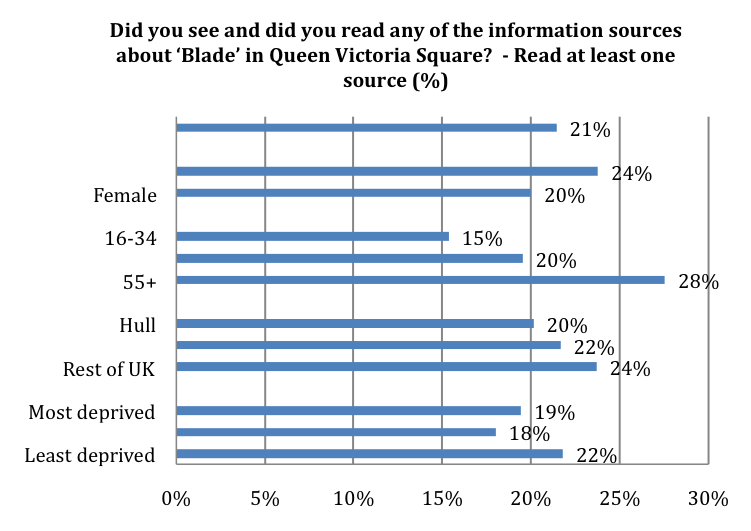 Did you see and did you read any of the information sources
about ‘Blade’ in Queen Victoria Square?  - Read at least one
source (%)
21%
24%
Female 20%
16-34 15%
20%
55+ 28%
Hull 20%
22%
Rest of UK 24%
Most deprived 19%
18%
Least deprived 22%
0% 5% 10% 15% 20% 25% 30%